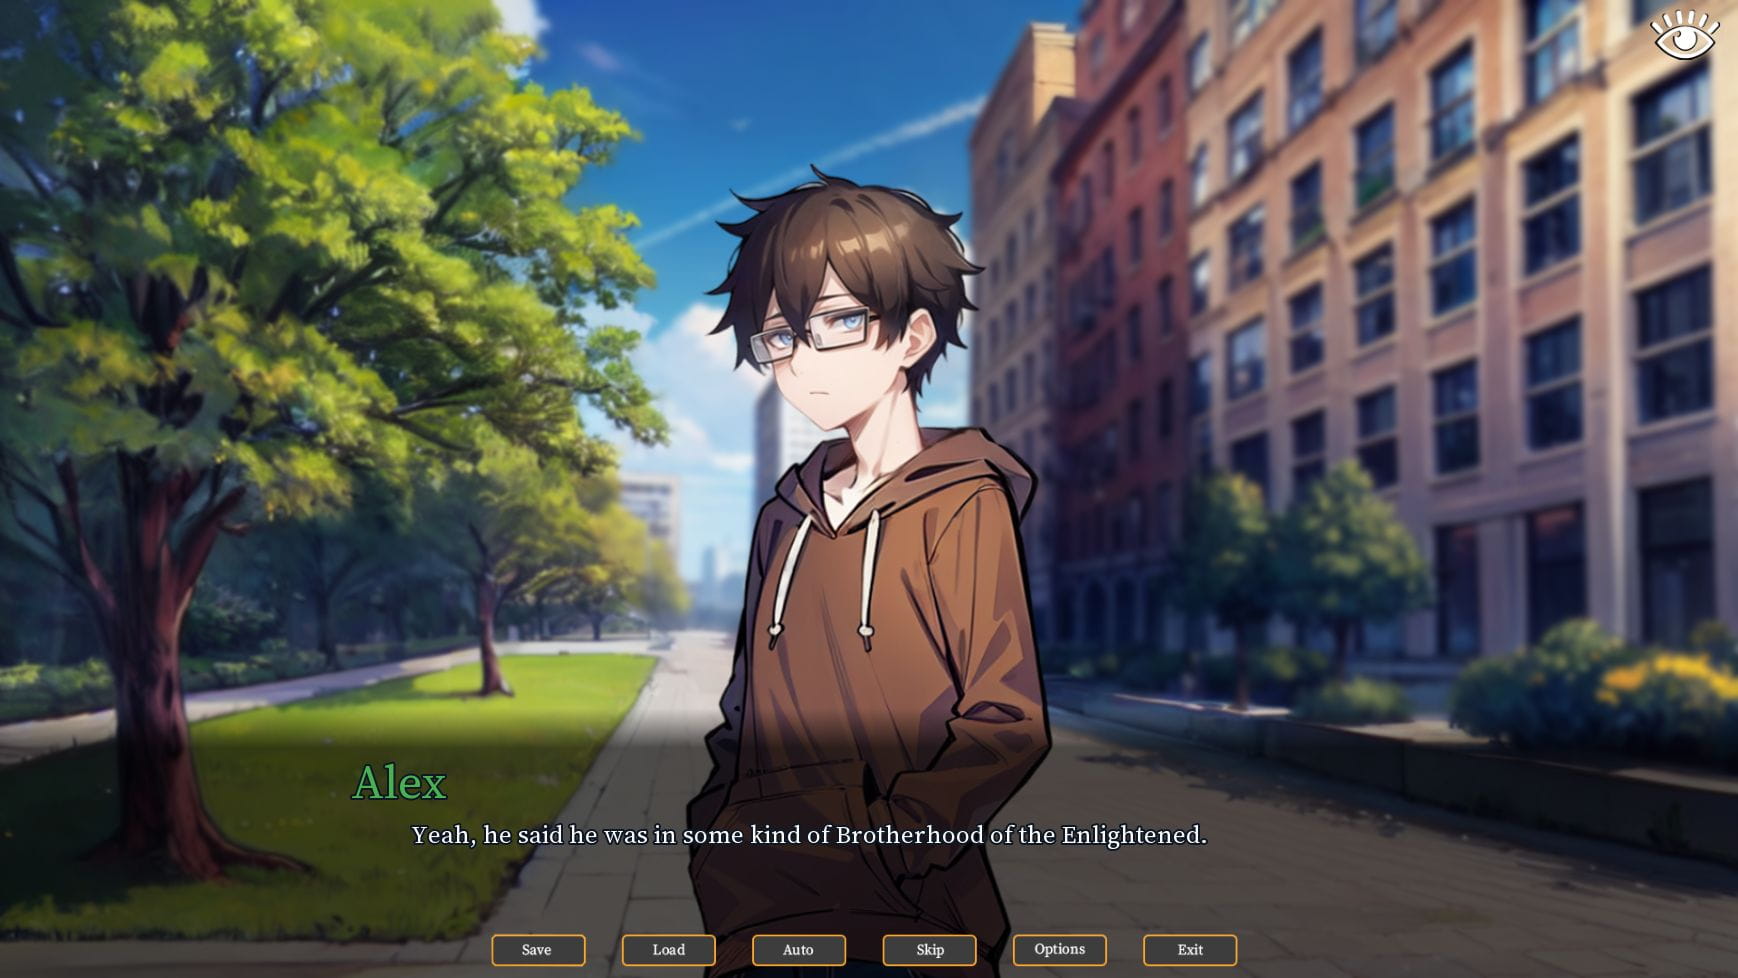 Alex
Yeah, he said he was in some kind of Brotherhood of the Enlightened.
Save
Load
Auto
Skip
Options
Exit